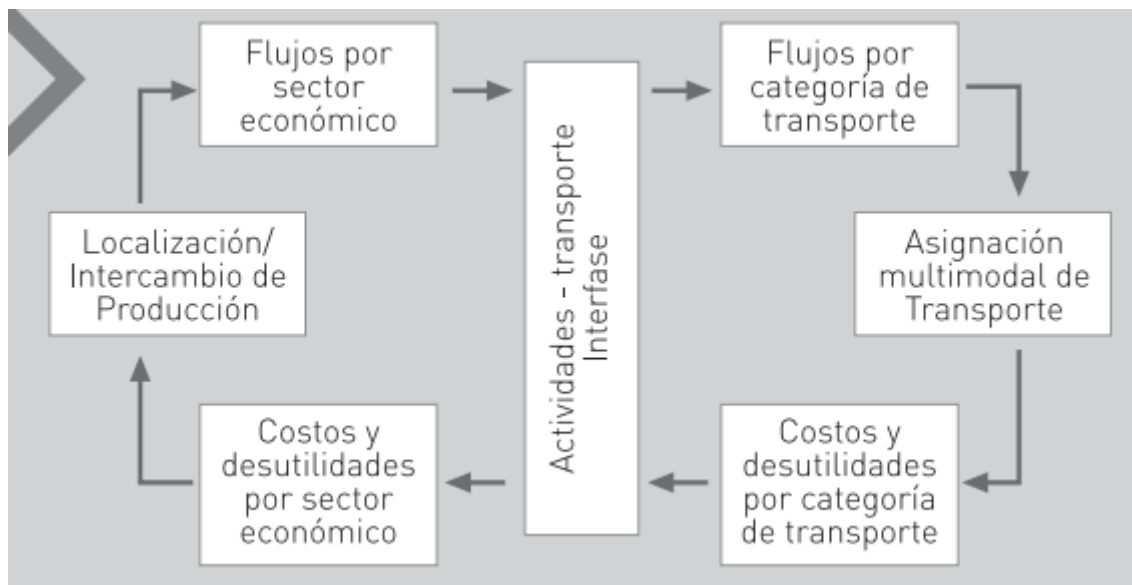 Flujos por
sector
económico
Flujos por
categoría de
transporte
Actividades - transporte
Interfase
Localización/
Intercambio de
Producción
Asignación
multimodal de
Transporte
Costos y
desutilidades
por sector
económico
Costos y
desutilidades
por categoría
de transporte